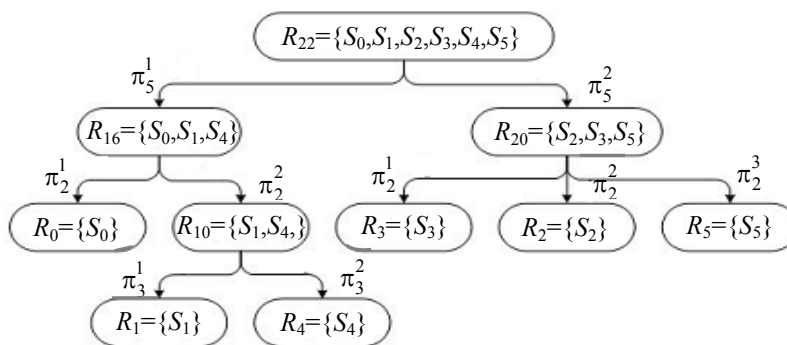 R₂₂={S₀,S₁,S₂,S₃,S₄,S₅}
π₅¹ π₅²
R₁₆={S₀,S₁,S₄} R₂₀={S₂,S₃,S₅}
π₂¹ π₂² π₂¹ π₂² π₂³
R₀={S₀} R₁₀={S₁,S₄,} R₃={S₃} R₂={S₂} R₅={S₅}
π₃¹ π₃²
R₁={S₁} R₄={S₄}